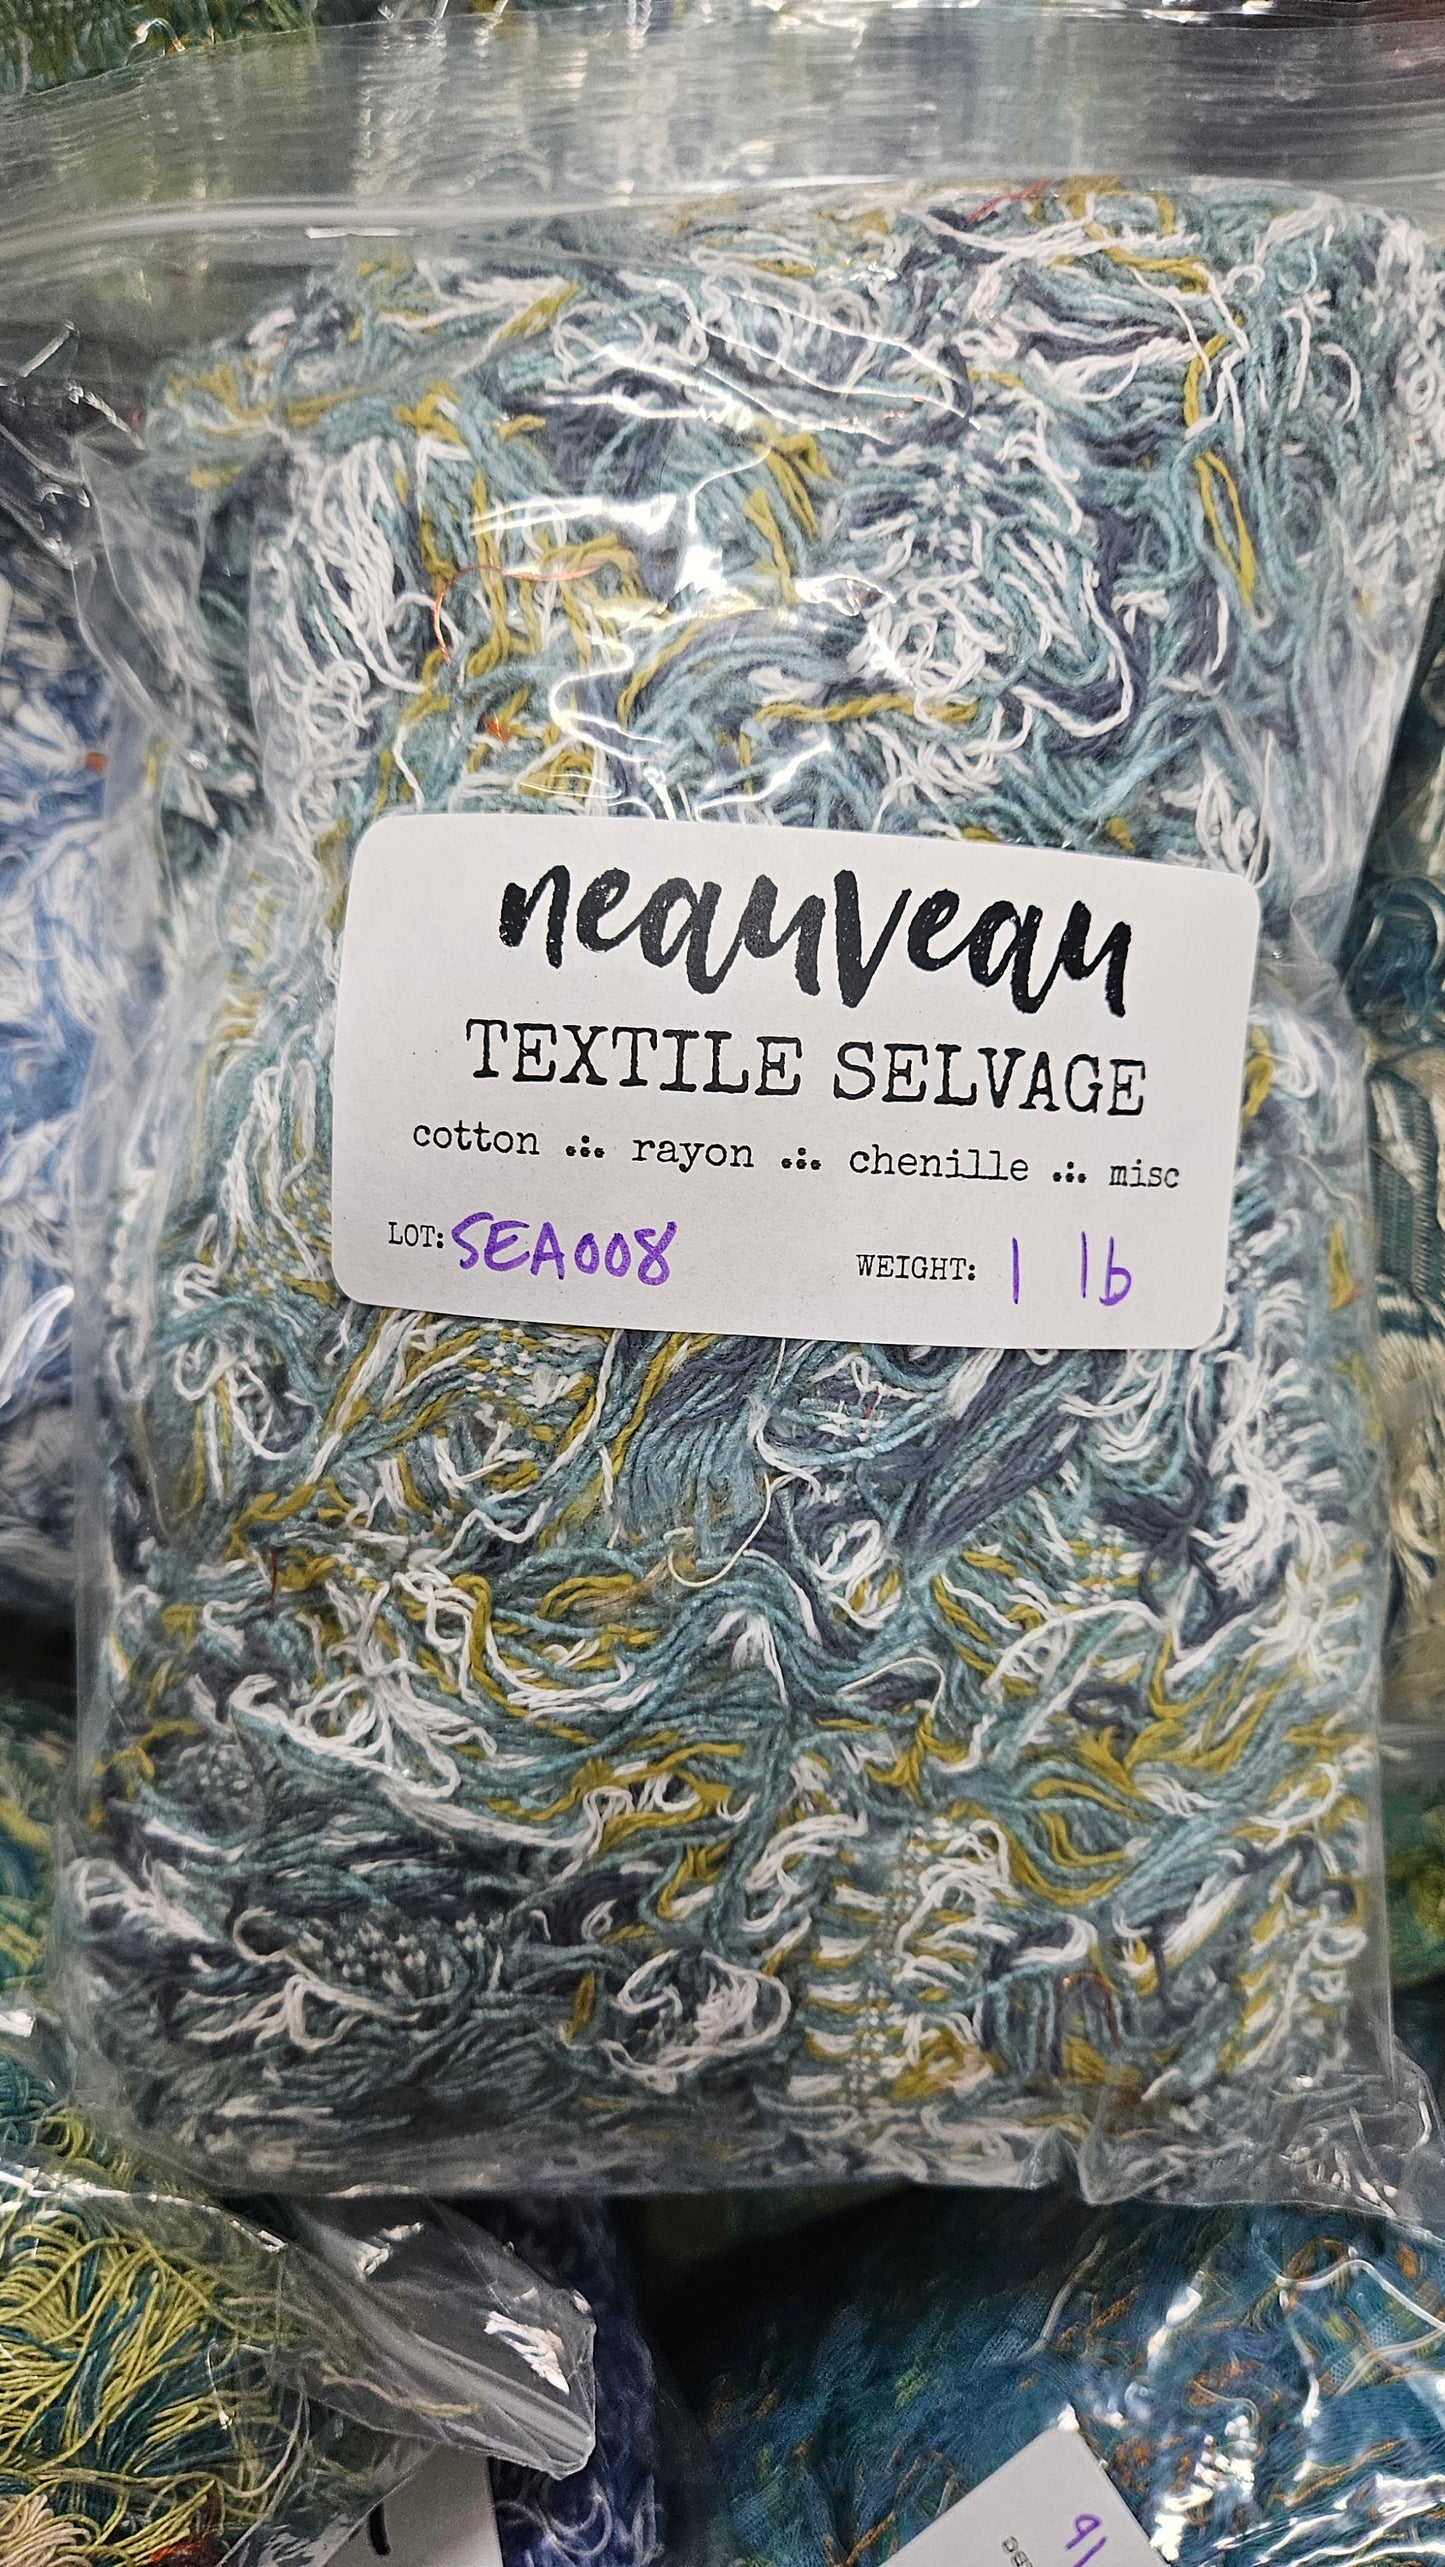 neauveau
TEXTILE SELVAGE
cotton .:. rayon .:. chenille .:. misc
LOT: SEA008 WEIGHT: 1 lb